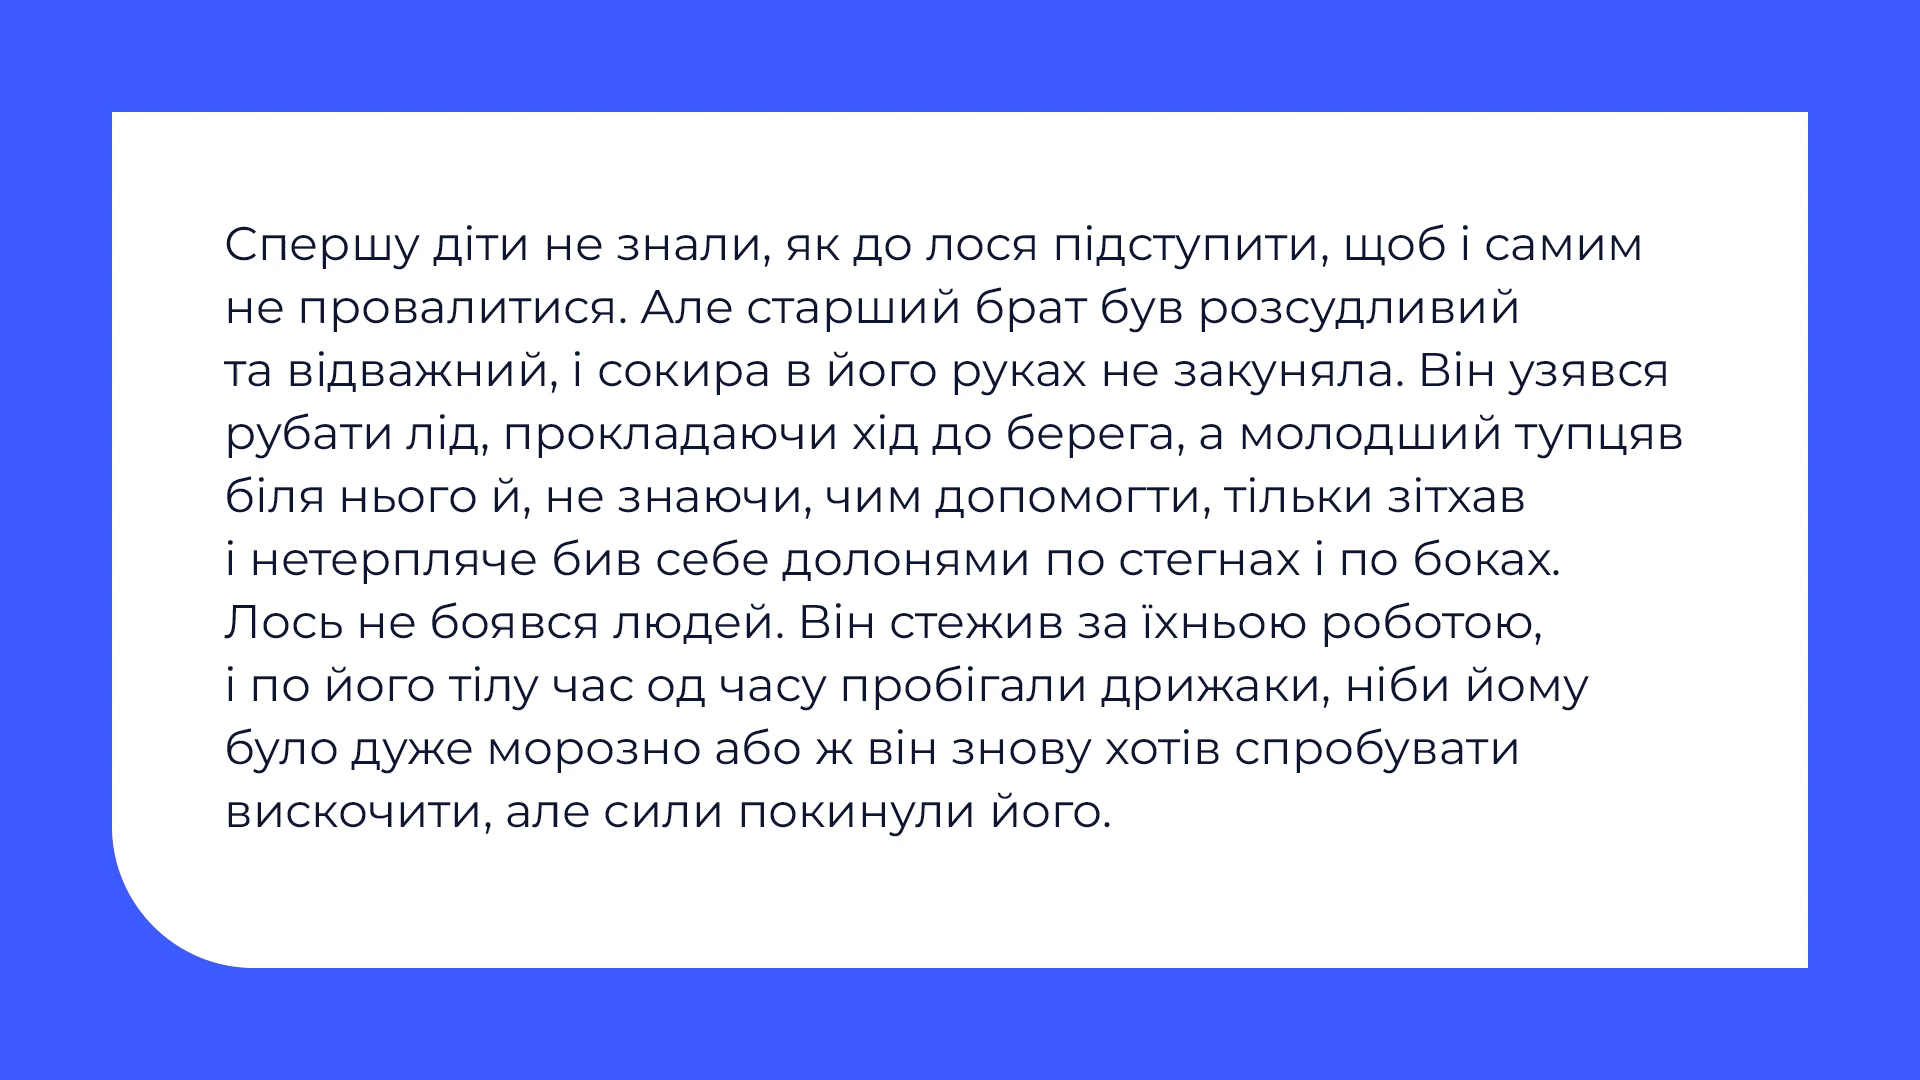 Спершу діти не знали, як до лося підступити, щоб і самим
не провалитися. Але старший брат був розсудливий
та відважний, і сокира в його руках не закуняла. Він узявся
рубати лід, прокладаючи хід до берега, а молодший тупцяв
біля нього й, не знаючи, чим допомогти, тільки зітхав
і нетерпляче бив себе долонями по стегнах і по боках.
Лось не боявся людей. Він стежив за їхньою роботою,
і по його тілу час од часу пробігали дрижаки, ніби йому
було дуже морозно або ж він знову хотів спробувати
вискочити, але сили покинули його.